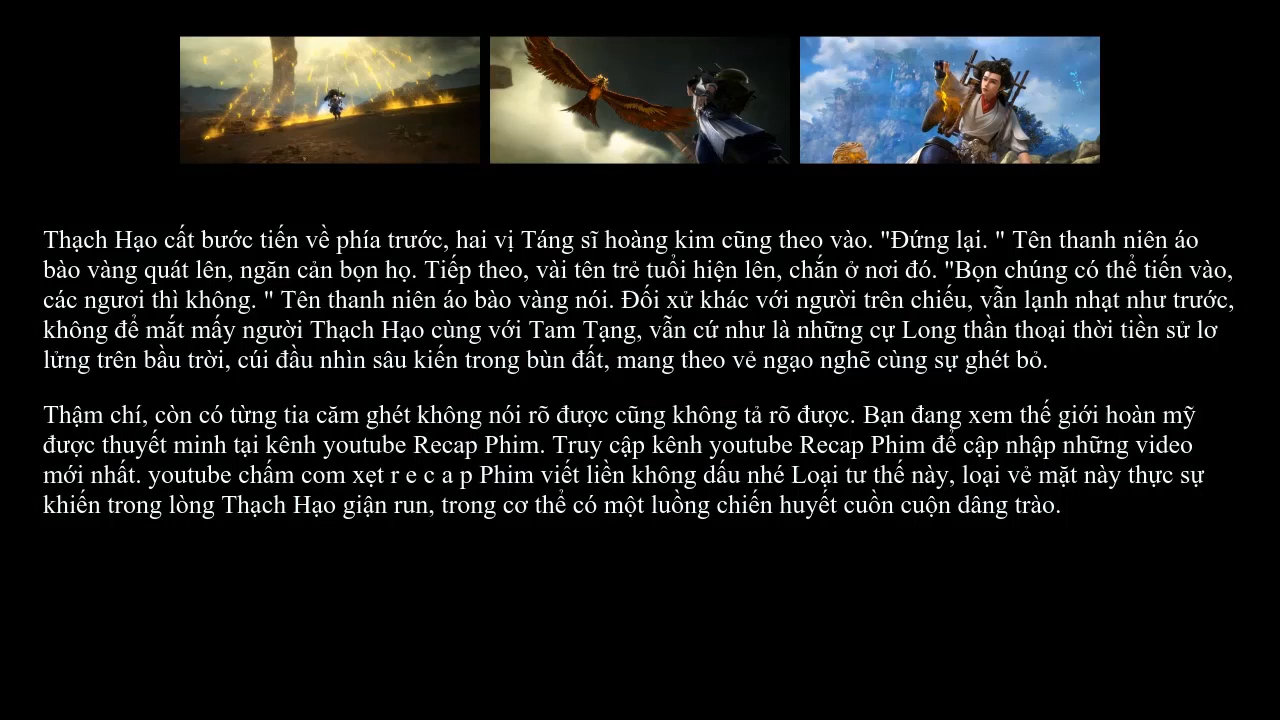 Thạch Hạo cất bước tiến về phía trước, hai vị Táng sĩ hoàng kim cũng theo vào. "Đứng lại. " Tên thanh niên áo
bào vàng quát lên, ngăn cản bọn họ. Tiếp theo, vài tên trẻ tuổi hiện lên, chắn ở nơi đó. "Bọn chúng có thể tiến vào,
các ngươi thì không. " Tên thanh niên áo bào vàng nói. Đối xử khác với người trên chiếu, vẫn lạnh nhạt như trước,
không để mắt mấy người Thạch Hạo cùng với Tam Tạng, vẫn cứ như là những cự Long thần thoại thời tiền sử lơ
lửng trên bầu trời, cúi đầu nhìn sâu kiến trong bùn đất, mang theo vẻ ngạo nghễ cùng sự ghét bỏ.
Thậm chí, còn có từng tia căm ghét không nói rõ được cũng không tả rõ được. Bạn đang xem thế giới hoàn mỹ
được thuyết minh tại kênh youtube Recap Phim. Truy cập kênh youtube Recap Phim để cập nhập những video
mới nhất. youtube chấm com xẹt r e c a p Phim viết liền không dấu nhé Loại tư thế này, loại vẻ mặt này thực sự
khiến trong lòng Thạch Hạo giận run, trong cơ thể có một luồng chiến huyết cuồn cuộn dâng trào.